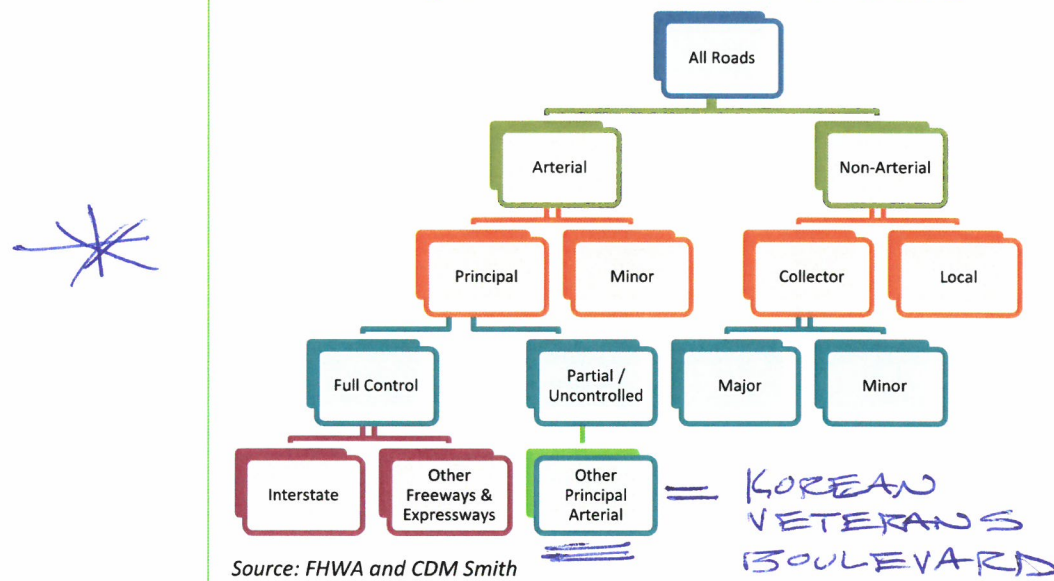 All Roads
Arterial
Non-Arterial
Principal
Minor
Collector
Local
Full Control
Partial /
Uncontrolled
Major
Minor
Interstate
Other
Freeways &
Expressways
Other
Principal
Arterial
= KOREAN
VETERANS
BOULEVARD
Source: FHWA and CDM Smith